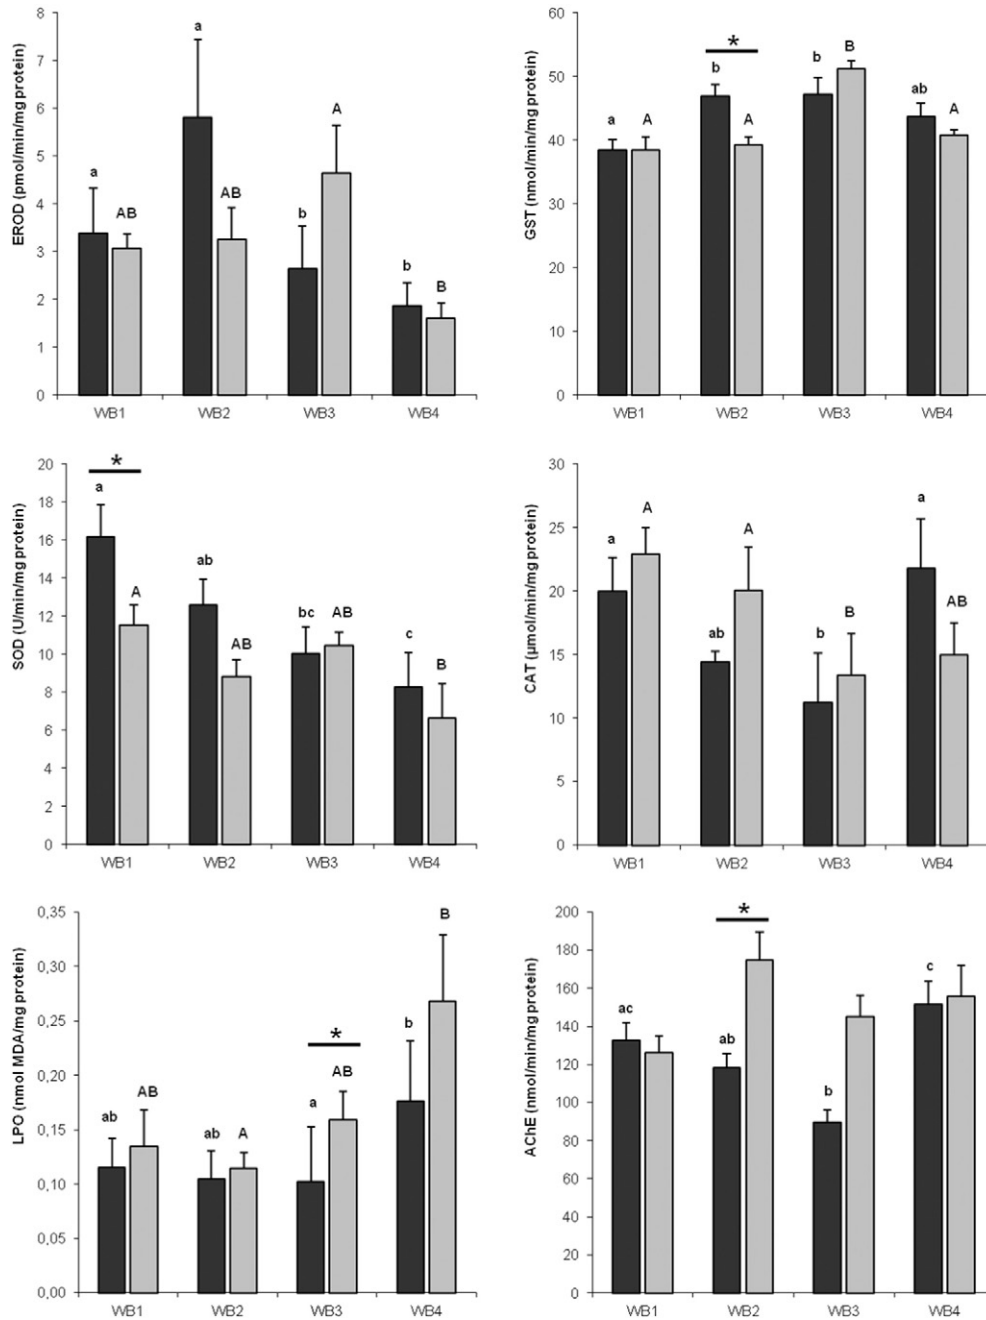 EROD (pmol/min/mg protein)
8
7
6
5
4
3
2
1
0
a
AB
a
AB
b
A
b
B
WB1 WB2 WB3 WB4
GST (nmol/min/mg protein)
60
50
40
30
20
10
0
a
A
*
b
A
b
B
ab
A
WB1 WB2 WB3 WB4
SOD (U/min/mg protein)
20
18
16
14
12
10
8
6
4
2
0
*
a
A
ab
AB
bc
AB
c
B
WB1 WB2 WB3 WB4
CAT (µmol/min/mg protein)
30
25
20
15
10
5
0
a
A
ab
A
b
B
a
AB
WB1 WB2 WB3 WB4
LPO (nmol MDA/mg protein)
0,35
0,30
0,25
0,20
0,15
0,10
0,05
0,00
ab
AB
ab
A
*
a
AB
b
B
WB1 WB2 WB3 WB4
AChE (nmol/min/mg protein)
200
180
160
140
120
100
80
60
40
20
0
ac
*
ab
b
c
WB1 WB2 WB3 WB4